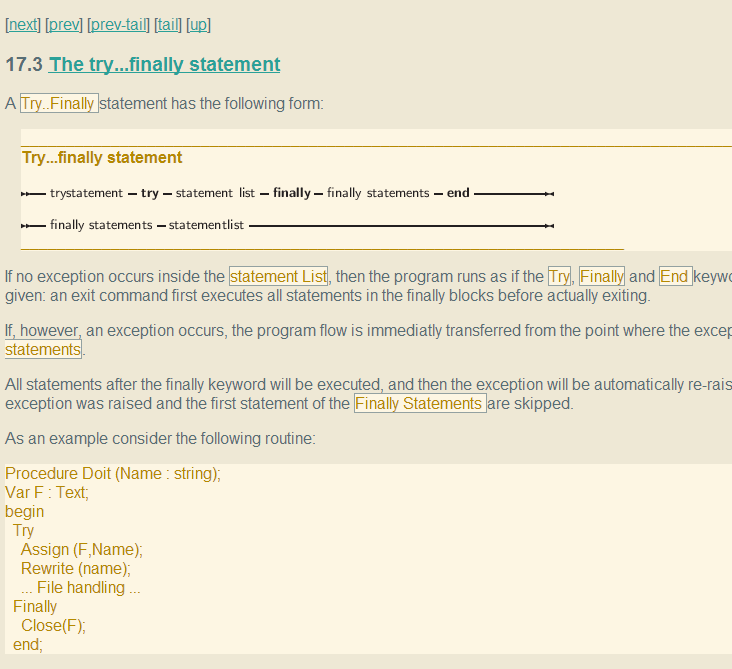 [next] [prev] [prev-tail] [tail] [up]
17.3 The try...finally statement
A Try..Finally statement has the following form:
Try...finally statement
trystatement try statement list finally finally statements end
finally statements statementlist
If no exception occurs inside the statement List, then the program runs as if the Try, Finally and End keywo
given: an exit command first executes all statements in the finally blocks before actually exiting.
If, however, an exception occurs, the program flow is immediatly transferred from the point where the excep
statements.
All statements after the finally keyword will be executed, and then the exception will be automatically re-rais
exception was raised and the first statement of the Finally Statements are skipped.
As an example consider the following routine:
Procedure Doit (Name : string);
Var F : Text;
begin
Try
Assign (F,Name);
Rewrite (name);
... File handling ...
Finally
Close(F);
end;